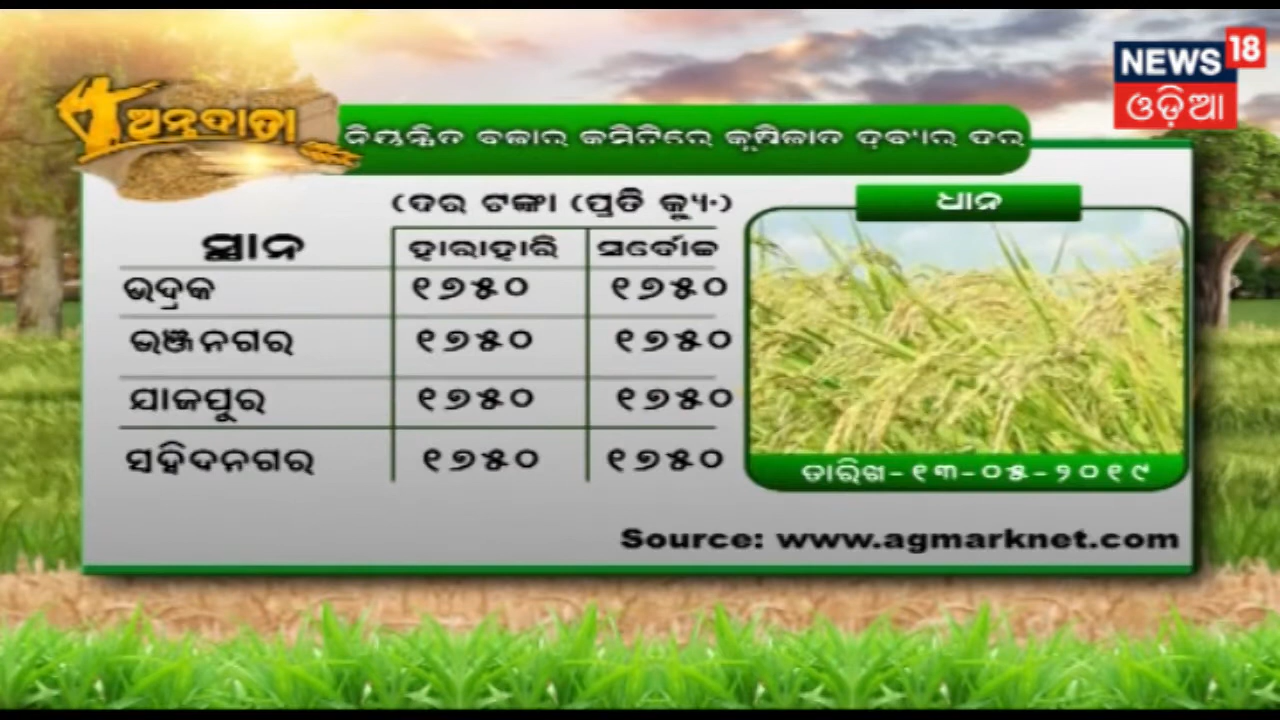 NEWS 18
ଓଡ଼ିଆ
ଅନ୍ନଦାତା
ନିୟନ୍ତ୍ରିତ ବଜାର କମିଟିରେ କୃଷିଜାତ ଦ୍ରବ୍ୟର ଦର
(ଦର ଟଙ୍କା (ପ୍ରତି କ୍ୟୁ.)
ଧାନ
ସ୍ଥାନ ହାରାହାରି ସର୍ବୋଚ୍ଚ
ଭଦ୍ରକ ୧୭୫୦ ୧୭୫୦
ଭଞ୍ଜନଗର ୧୭୫୦ ୧୭୫୦
ଯାଜପୁର ୧୭୫୦ ୧୭୫୦
ସହିଦନଗର ୧୭୫୦ ୧୭୫୦
ତାରିଖ-୧୩-୦୫-୨୦୧୯
Source: www.agmarknet.com